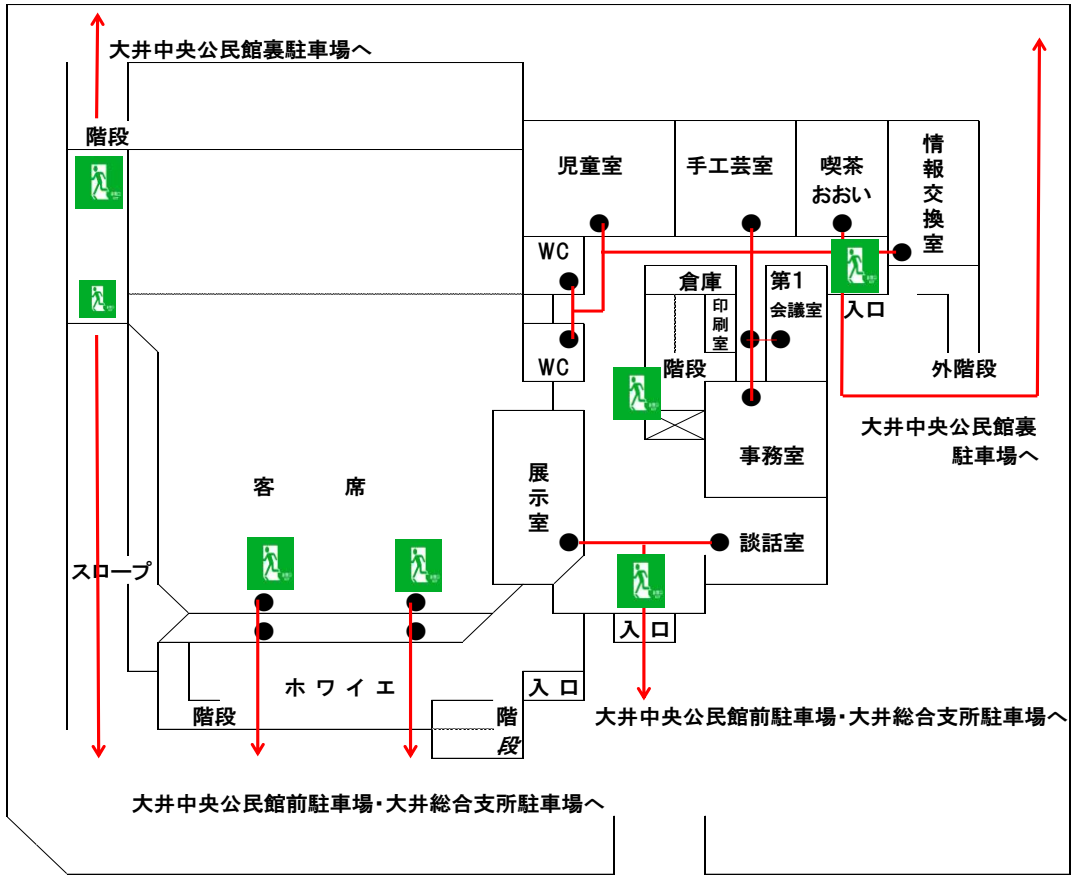 大井中央公民館裏駐車場へ
階段
児童室
手工芸室
喫茶
おおい
情報交換室
WC
倉庫
第1
会議室
印刷室
入口
WC
階段
外階段
大井中央公民館裏
駐車場へ
事務室
客 席
展示室
談話室
スロープ
入口
ホワイエ
入口
階段
階段
大井中央公民館前駐車場・大井総合支所駐車場へ
大井中央公民館前駐車場・大井総合支所駐車場へ